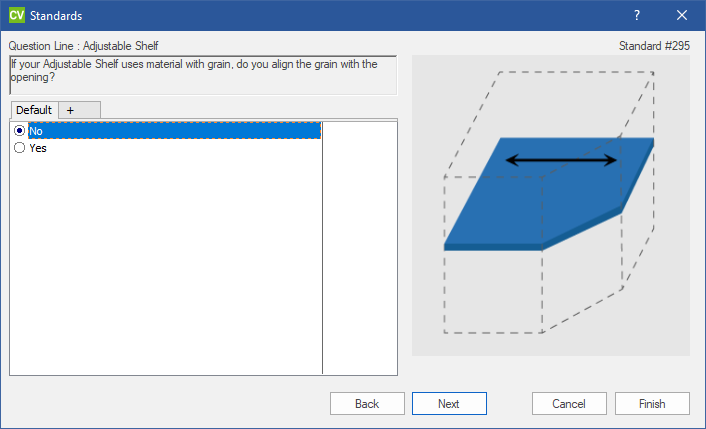 CV Standards ? ×
Question Line : Adjustable Shelf
Standard #295
If your Adjustable Shelf uses material with grain, do you align the grain with the
opening?
Default +
No
Yes
Back Next Cancel Finish